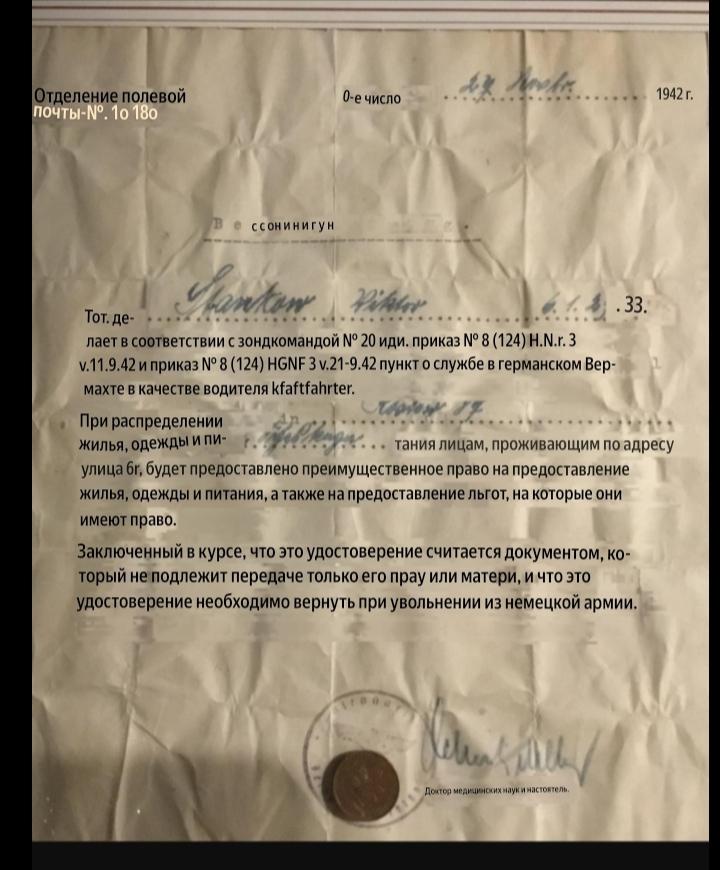 Отделение полевой
почты-№. 1о 18о
0-е число 1942 г.
В е ссонинигун
Stankow Viktor 6.1. .33.
Тот. де-
лает в соответствии с зондкомандой № 20 иди. приказ № 8 (124) H.N.r. 3
v.11.9.42 и приказ № 8 (124) HGNF 3 v.21-9.42 пункт о службе в германском Вер-
махте в качестве водителя kfaftfahrter.
При распределении
жилья, одежды и пи- тания лицам, проживающим по адресу
улица 6г, будет предоставлено преимущественное право на предоставление
жилья, одежды и питания, а также на предоставление льгот, на которые они
имеют право.
Заключенный в курсе, что это удостоверение считается документом, ко-
торый не подлежит передаче только его прау или матери, и что это
удостоверение необходимо вернуть при увольнении из немецкой армии.
Доктор медицинских наук и настоятель.